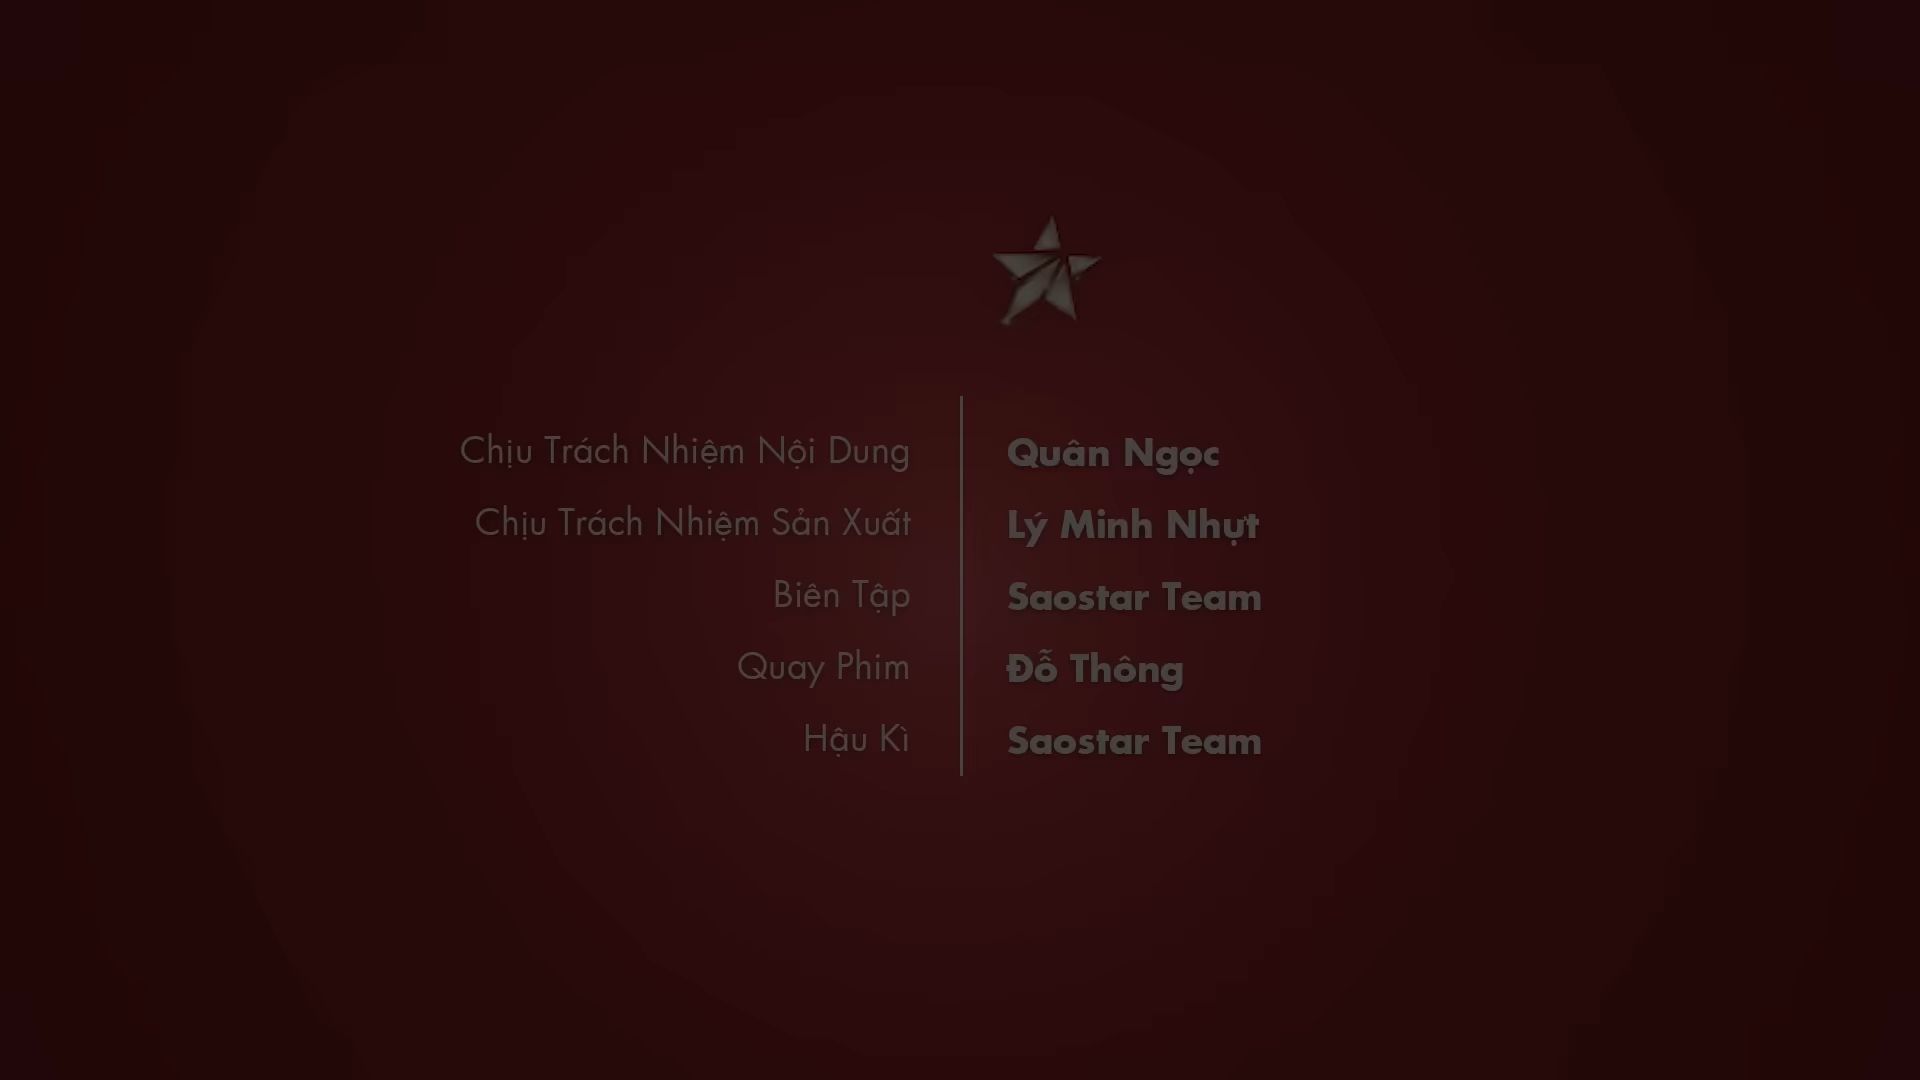 Chịu Trách Nhiệm Nội Dung Quân Ngọc
Chịu Trách Nhiệm Sản Xuất Lý Minh Nhựt
Biên Tập Saostar Team
Quay Phim Đỗ Thông
Hậu Kì Saostar Team